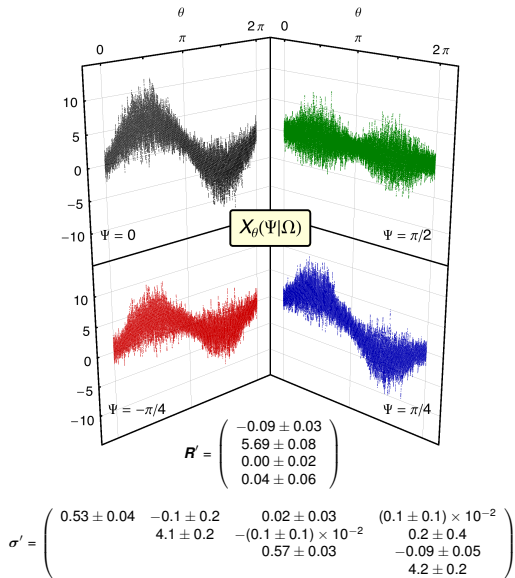 θ θ
0 π 2π 0 π 2π
10
5
0
−5
−10
Ψ = 0 Ψ = π/2
X_θ(Ψ|Ω)
10
5
0
−5
−10
Ψ = −π/4 Ψ = π/4
−0.09 ± 0.03
R′ = 5.69 ± 0.08
0.00 ± 0.02
0.04 ± 0.06
0.53 ± 0.04 −0.1 ± 0.2 0.02 ± 0.03 (0.1 ± 0.1) × 10⁻²
4.1 ± 0.2 −(0.1 ± 0.1) × 10⁻² 0.2 ± 0.4
σ′ = 0.57 ± 0.03 −0.09 ± 0.05
4.2 ± 0.2